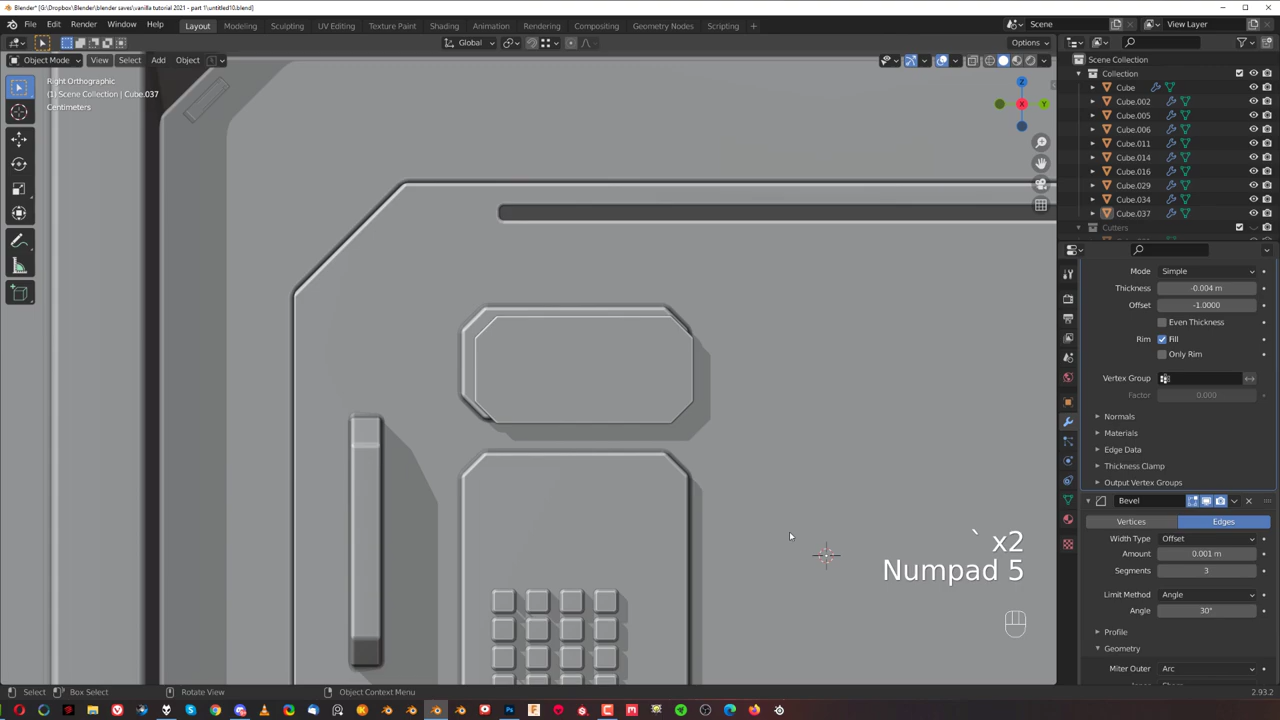 Blender* [G:\Dropbox\Blender\blender saves\vanilla tutorial 2021 - part 1\untitled10.blend]
File Edit Render Window Help Layout Modeling Sculpting UV Editing Texture Paint Shading Animation Rendering Compositing Geometry Nodes Scripting + Scene View Layer
Global Options
Object Mode View Select Add Object
Right Orthographic
(1) Scene Collection | Cube.037
Centimeters
Z
X
Y
` x2
Numpad 5
Scene Collection
Collection
Cube
Cube.002
Cube.005
Cube.006
Cube.011
Cube.014
Cube.016
Cube.029
Cube.034
Cube.037
Cutters
Mode Simple
Thickness -0.004 m
Offset -1.0000
Even Thickness
Rim Fill
Only Rim
Vertex Group
Factor 0.000
Normals
Materials
Edge Data
Thickness Clamp
Output Vertex Groups
Bevel
Vertices Edges
Width Type Offset
Amount 0.001 m
Segments 3
Limit Method Angle
Angle 30°
Profile
Geometry
Miter Outer Arc
Select Box Select Rotate View Object Context Menu 2.93.2